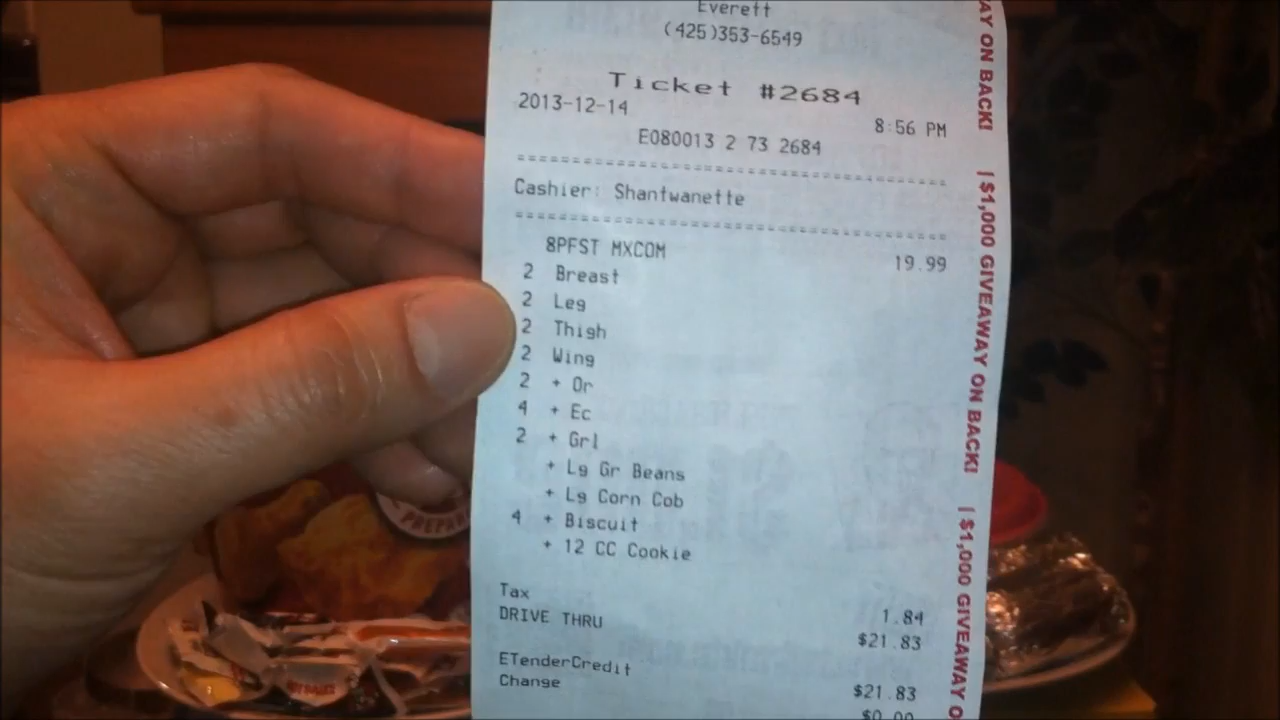 Everett
(425)353-6549
Ticket #2684
2013-12-14 8:56 PM
E080013 2 73 2684
Cashier: Shantwanette
8PFST MXCOM 19.99
2 Breast
2 Leg
2 Thigh
2 Wing
2 + Or
4 + Ec
2 + Grl
+ Lg Gr Beans
+ Lg Corn Cob
4 + Biscuit
+ 12 CC Cookie
Tax 1.84
DRIVE THRU $21.83
ETenderCredit $21.83
Change $0.00
AY ON BACK! | $1,000 GIVEAWAY ON BACK! | $1,000 GIVEAWAY O
PREPAR